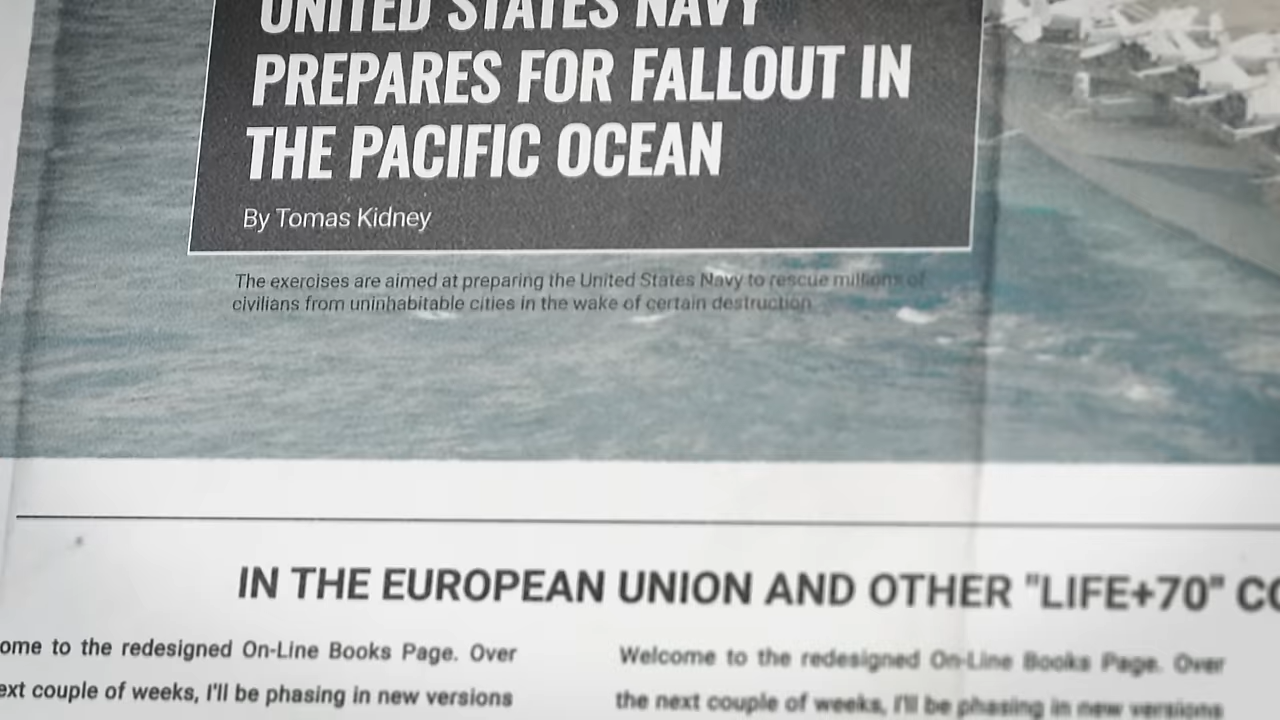 UNITED STATES NAVY
PREPARES FOR FALLOUT IN
THE PACIFIC OCEAN
By Tomas Kidney
The exercises are aimed at preparing the United States Navy to rescue millions of
civilians from uninhabitable cities in the wake of certain destruction
IN THE EUROPEAN UNION AND OTHER "LIFE+70"
ome to the redesigned On-Line Books Page. Over
ext couple of weeks, I'll be phasing in new versions
Welcome to the redesigned On-Line Books Page. Over
the next couple of weeks, I'll be phasing in new versions